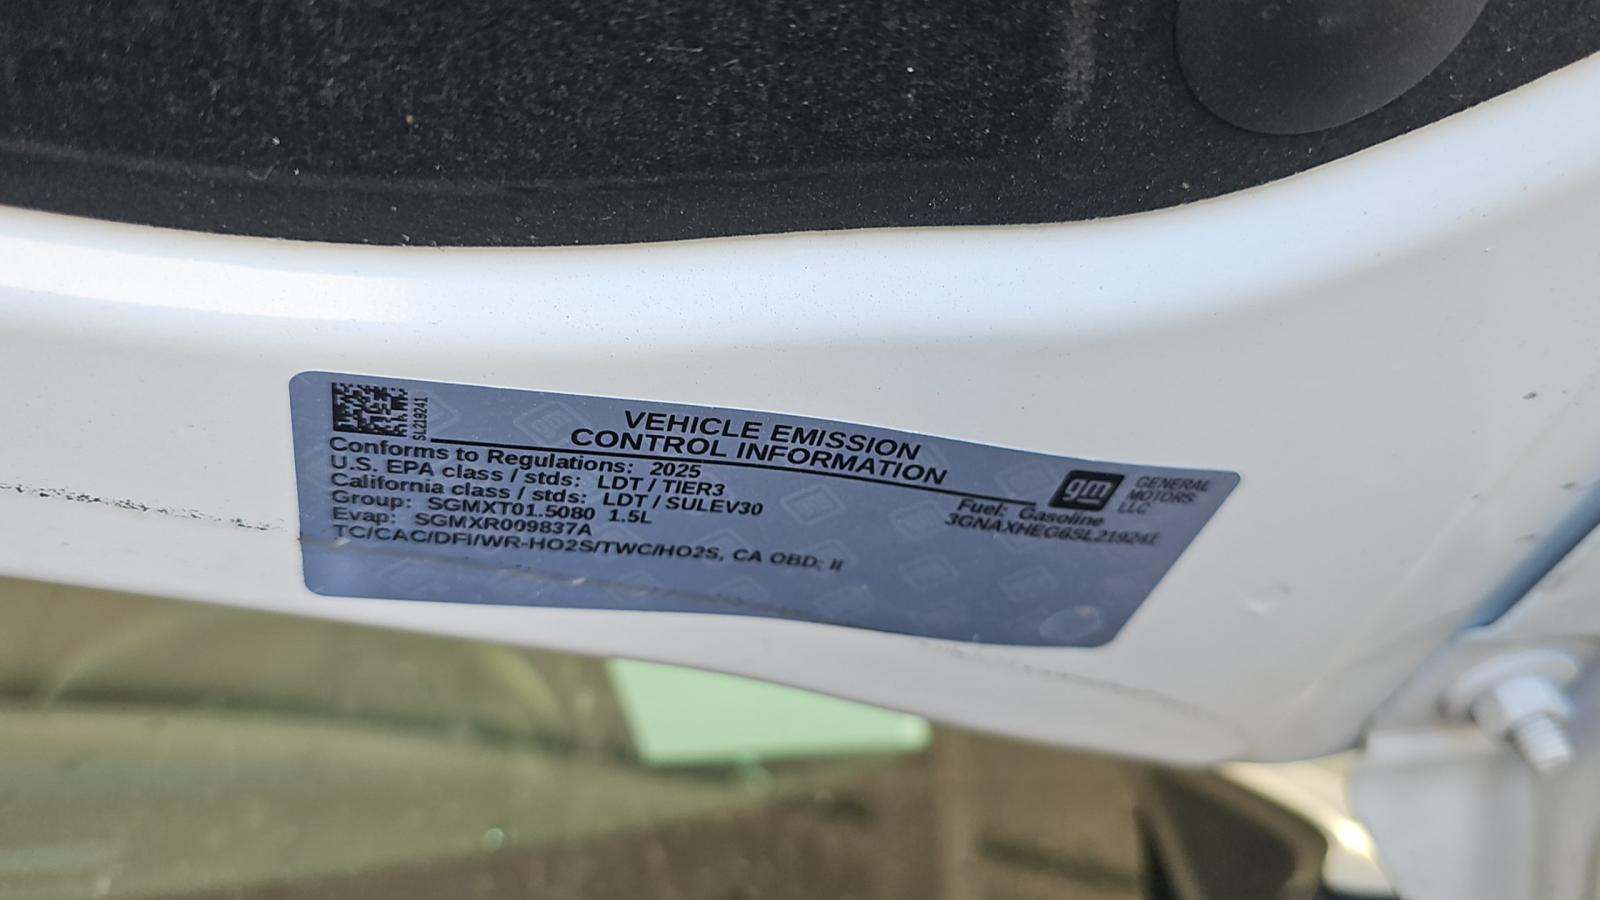 SL219241
VEHICLE EMISSION
CONTROL INFORMATION
Conforms to Regulations: 2025
U.S. EPA class / stds: LDT / TIER3
California class / stds: LDT / SULEV30
Group: SGMXT01.5080 1.5L
Evap: SGMXR009837A
TC/CAC/DFI/WR-HO2S/TWC/HO2S, CA OBD: II
gm GENERAL
MOTORS
LLC
Fuel: Gasoline
3GNAXHEG6SL219241